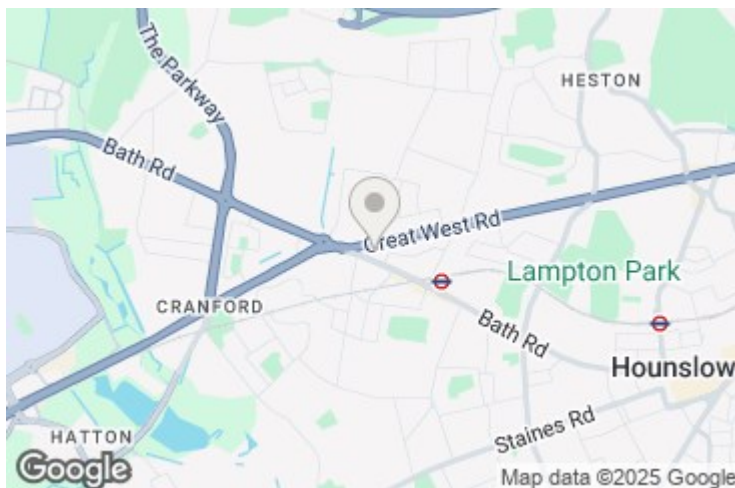 The Parkway
HESTON
Bath Rd
Great West Rd
Lampton Park
CRANFORD
Bath Rd
Hounslow
Staines Rd
HATTON
Google
Map data ©2025 Google